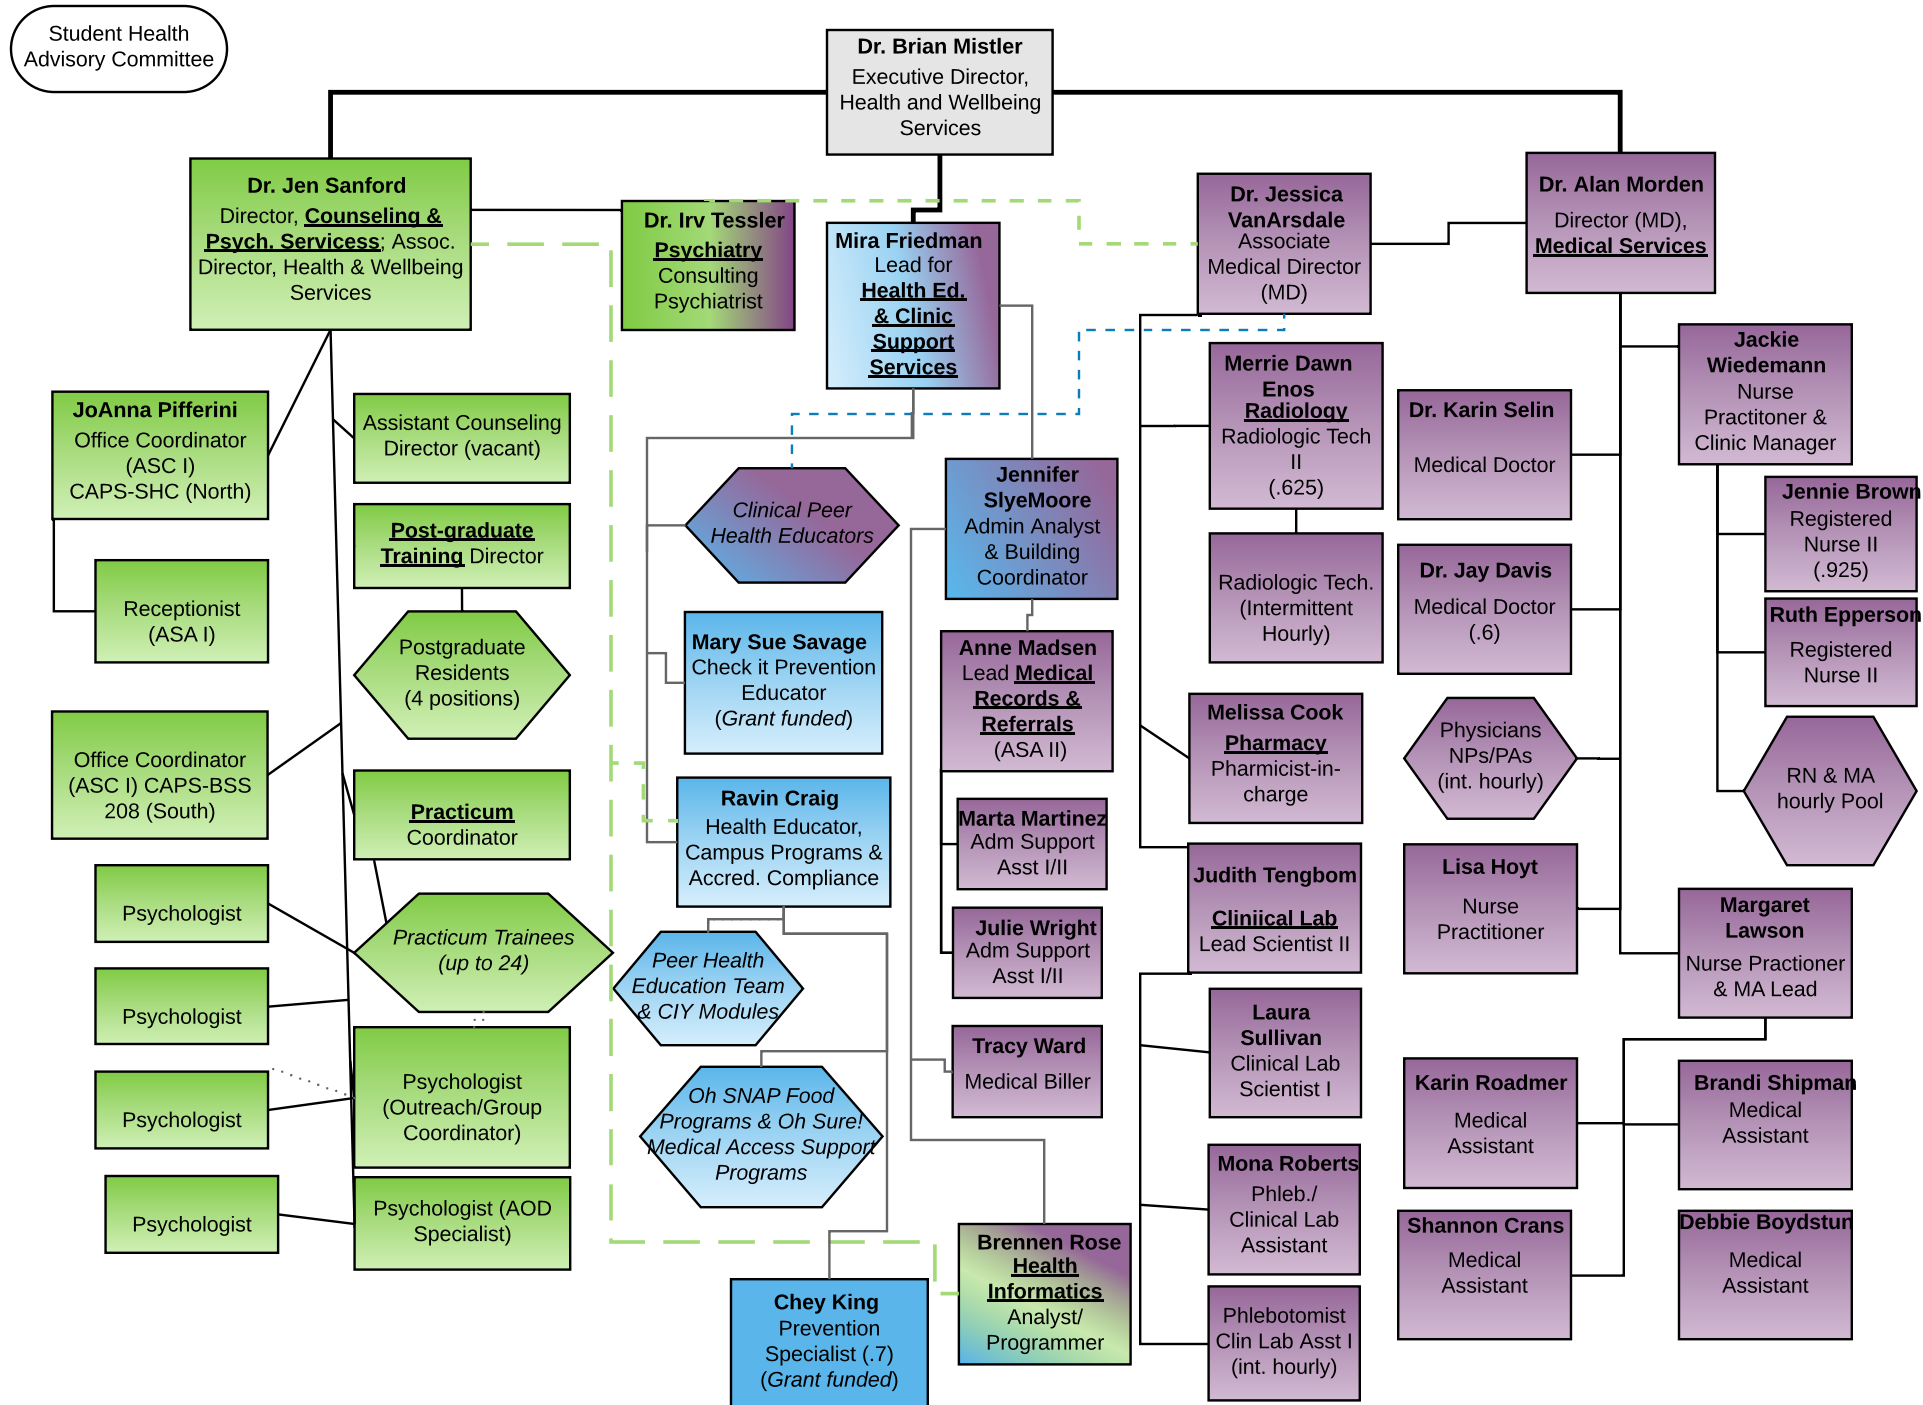 Student Health
Advisory Committee
Dr. Brian Mistler
Executive Director,
Health and Wellbeing
Services
Dr. Jen Sanford
Director, Counseling &
Psych. Servicess; Assoc.
Director, Health & Wellbeing
Services
Dr. Irv Tessler
Psychiatry
Consulting
Psychiatrist
Mira Friedman
Lead for
Health Ed.
& Clinic
Support
Services
Dr. Jessica
VanArsdale
Associate
Medical Director
(MD)
Dr. Alan Morden
Director (MD),
Medical Services
JoAnna Pifferini
Office Coordinator
(ASC I)
CAPS-SHC (North)
Receptionist
(ASA I)
Office Coordinator
(ASC I) CAPS-BSS
208 (South)
Psychologist
Psychologist
Psychologist
Psychologist
Assistant Counseling
Director (vacant)
Post-graduate
Training Director
Postgraduate
Residents
(4 positions)
Practicum
Coordinator
Practicum Trainees
(up to 24)
Psychologist
(Outreach/Group
Coordinator)
Psychologist (AOD
Specialist)
Clinical Peer
Health Educators
Mary Sue Savage
Check it Prevention
Educator
(Grant funded)
Ravin Craig
Health Educator,
Campus Programs &
Accred. Compliance
Peer Health
Education Team
& CIY Modules
Oh SNAP Food
Programs & Oh Sure!
Medical Access Support
Programs
Chey King
Prevention
Specialist (.7)
(Grant funded)
Jennifer
SlyeMoore
Admin Analyst
& Building
Coordinator
Anne Madsen
Lead Medical
Records &
Referrals
(ASA II)
Marta Martinez
Adm Support
Asst I/II
Julie Wright
Adm Support
Asst I/II
Tracy Ward
Medical Biller
Brennen Rose
Health
Informatics
Analyst/
Programmer
Merrie Dawn
Enos
Radiology
Radiologic Tech
II
(.625)
Radiologic Tech.
(Intermittent
Hourly)
Melissa Cook
Pharmacy
Pharmicist-in-
charge
Judith Tengbom
Cliniical Lab
Lead Scientist II
Laura
Sullivan
Clinical Lab
Scientist I
Mona Roberts
Phleb./
Clinical Lab
Assistant
Phlebotomist
Clin Lab Asst I
(int. hourly)
Dr. Karin Selin
Medical Doctor
Dr. Jay Davis
Medical Doctor
(.6)
Physicians
NPs/PAs
(int. hourly)
Lisa Hoyt
Nurse
Practitioner
Karin Roadmer
Medical
Assistant
Shannon Crans
Medical
Assistant
Jackie
Wiedemann
Nurse
Practitoner &
Clinic Manager
Jennie Brown
Registered
Nurse II
(.925)
Ruth Epperson
Registered
Nurse II
RN & MA
hourly Pool
Margaret
Lawson
Nurse Practioner
& MA Lead
Brandi Shipman
Medical
Assistant
Debbie Boydstun
Medical
Assistant